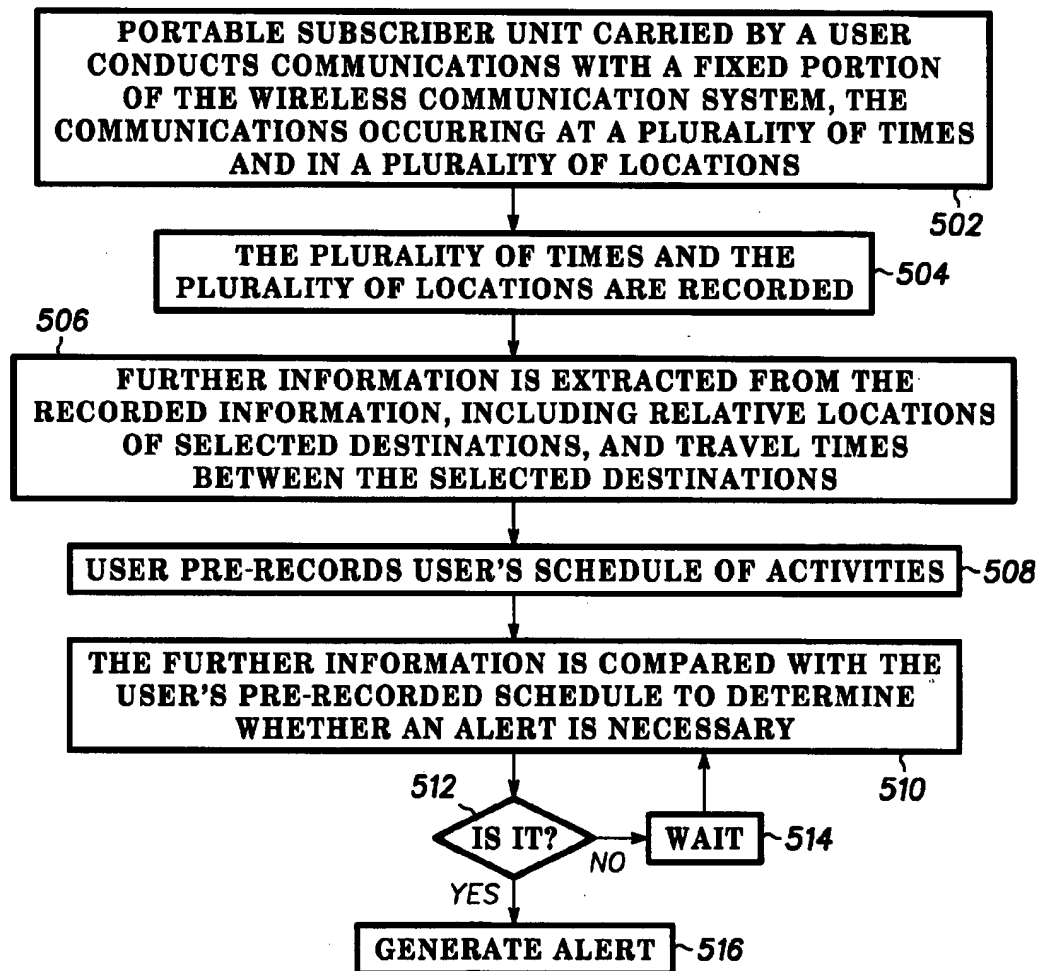 PORTABLE SUBSCRIBER UNIT CARRIED BY A USER
CONDUCTS COMMUNICATIONS WITH A FIXED PORTION
OF THE WIRELESS COMMUNICATION SYSTEM, THE
COMMUNICATIONS OCCURRING AT A PLURALITY OF TIMES
AND IN A PLURALITY OF LOCATIONS
502
THE PLURALITY OF TIMES AND THE
PLURALITY OF LOCATIONS ARE RECORDED
504
506
FURTHER INFORMATION IS EXTRACTED FROM THE
RECORDED INFORMATION, INCLUDING RELATIVE LOCATIONS
OF SELECTED DESTINATIONS, AND TRAVEL TIMES
BETWEEN THE SELECTED DESTINATIONS
USER PRE-RECORDS USER'S SCHEDULE OF ACTIVITIES
508
THE FURTHER INFORMATION IS COMPARED WITH THE
USER'S PRE-RECORDED SCHEDULE TO DETERMINE
WHETHER AN ALERT IS NECESSARY
510
512
IS IT?
NO
WAIT
514
YES
GENERATE ALERT
516